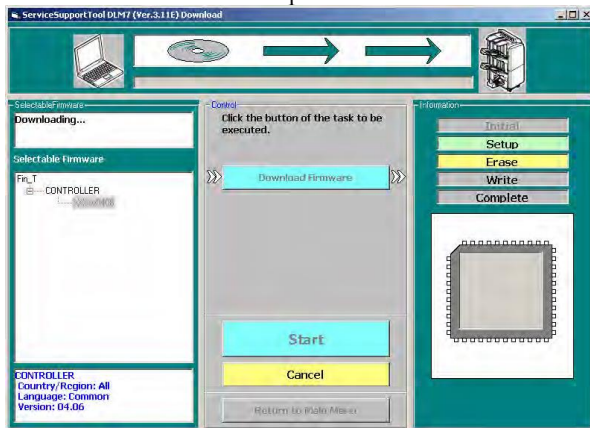 ServiceSupportTool DLM7 (Ver.3.11E) Download
SelectableFirmware
Downloading...
Selectable Firmware
Fin_T
CONTROLLER
CONTROLLER
Country/Region: All
Language: Common
Version: 04.06
Control
Click the button of the task to be
executed.
Download Firmware
Start
Cancel
Return to Main Menu
Information
Initial
Setup
Erase
Write
Complete